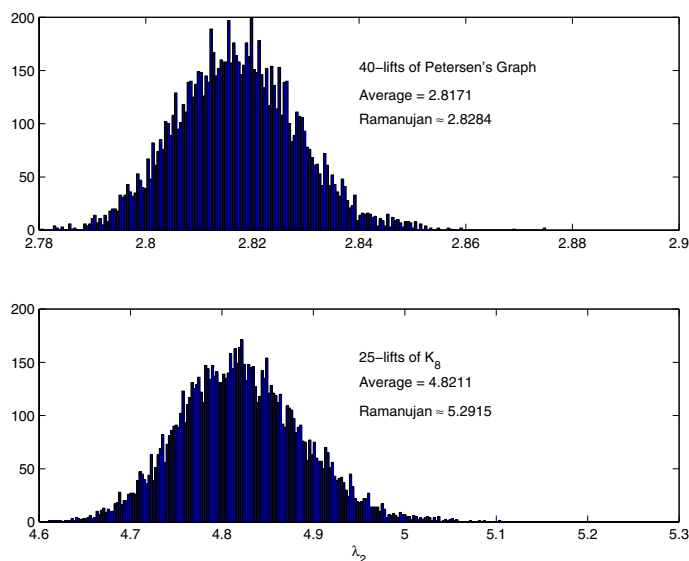 200
150
100
50
0
2.78 2.8 2.82 2.84 2.86 2.88 2.9
40−lifts of Petersen's Graph
Average = 2.8171
Ramanujan ≈ 2.8284
200
150
100
50
0
4.6 4.7 4.8 4.9 5 5.1 5.2 5.3
25−lifts of K8
Average = 4.8211
Ramanujan ≈ 5.2915
λ2